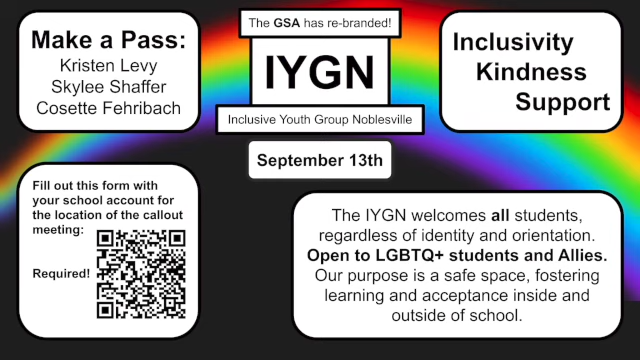 Make a Pass:
Kristen Levy
Skylee Shaffer
Cosette Fehribach
The GSA has re-branded!
IYGN
Inclusive Youth Group Noblesville
September 13th
Inclusivity
Kindness
Support
Fill out this form with
your school account for
the location of the callout
meeting:
Required!
The IYGN welcomes all students,
regardless of identity and orientation.
Open to LGBTQ+ students and Allies.
Our purpose is a safe space, fostering
learning and acceptance inside and
outside of school.